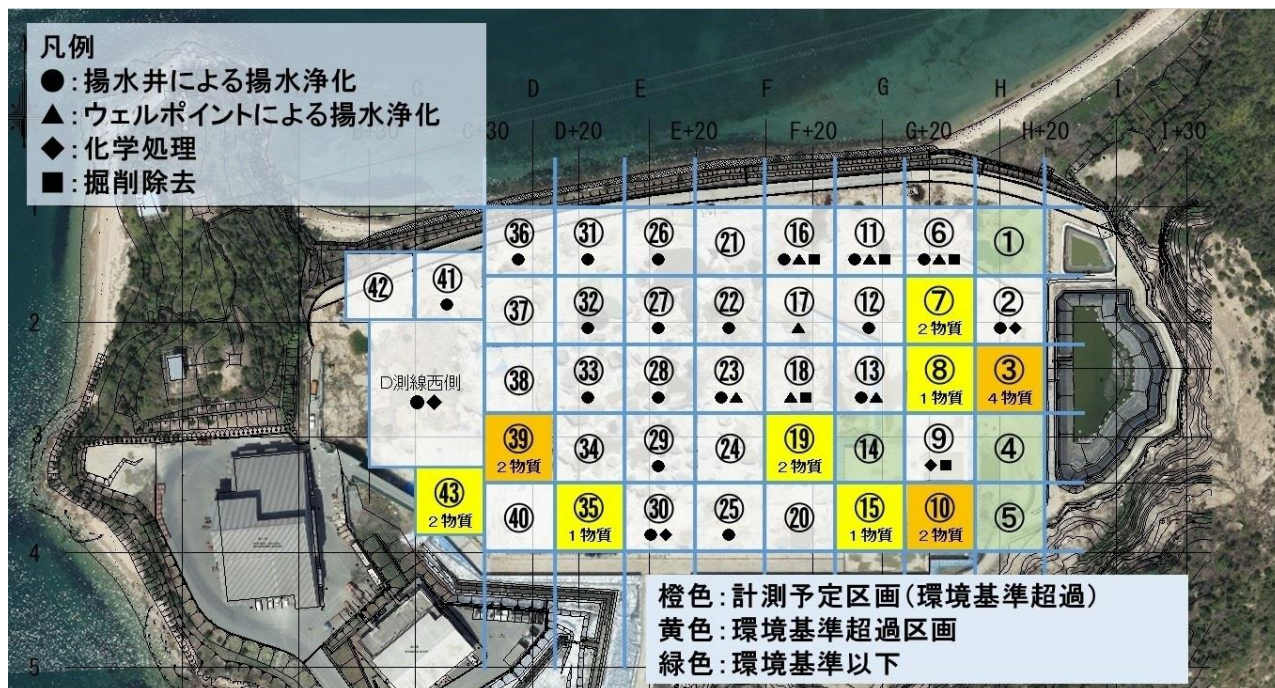 凡例
●:揚水井による揚水浄化
▲:ウェルポイントによる揚水浄化
◆:化学処理
■:掘削除去
C D E F G H I
B+30 C+30 D+20 E+20 F+20 G+20 H+20 I+30
1
㊱ ㉛ ㉖ ㉑ ⑯ ⑪ ⑥ ①
● ● ● ●▲■ ●▲■ ●▲■
㊷ ㊶
●
㊲ ㉜ ㉗ ㉒ ⑰ ⑫ ⑦ ②
● ● ● ▲ ● 2物質 ●◆
2
D測線西側
●◆
㊳ ㉝ ㉘ ㉓ ⑱ ⑬ ⑧ ③
● ● ●▲ ▲■ ●▲ 1物質 4物質
3
㊴ ㉞ ㉙ ㉔ ⑲ ⑭ ⑨ ④
2物質 ● 2物質 ◆■
㊸ ㊵ ㉟ ㉚ ㉕ ⑳ ⑮ ⑩ ⑤
2物質 1物質 ●◆ ● 1物質 2物質
4
橙色:計測予定区画(環境基準超過)
黄色:環境基準超過区画
緑色:環境基準以下
5